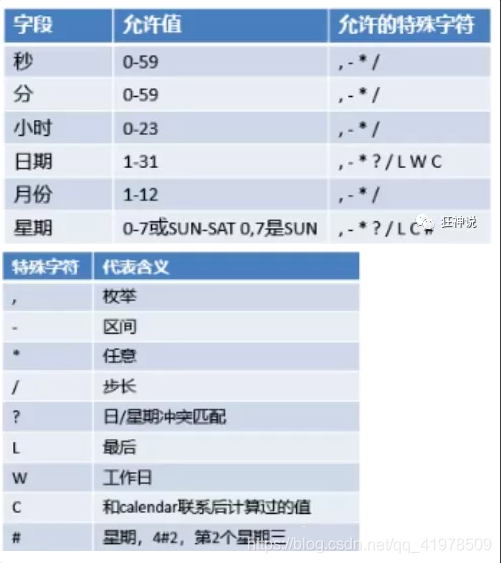 字段 允许值 允许的特殊字符
秒 0-59 , - * /
分 0-59 , - * /
小时 0-23 , - * /
日期 1-31 , - * ? / L W C
月份 1-12 , - * /
星期 0-7或SUN-SAT 0,7是SUN , - * ? / L C #
狂神说
特殊字符 代表含义
, 枚举
- 区间
* 任意
/ 步长
? 日/星期冲突匹配
L 最后
W 工作日
C 和calendar联系后计算过的值
# 星期，4#2，第2个星期三
https://blog.csdn.net/qq_41978509